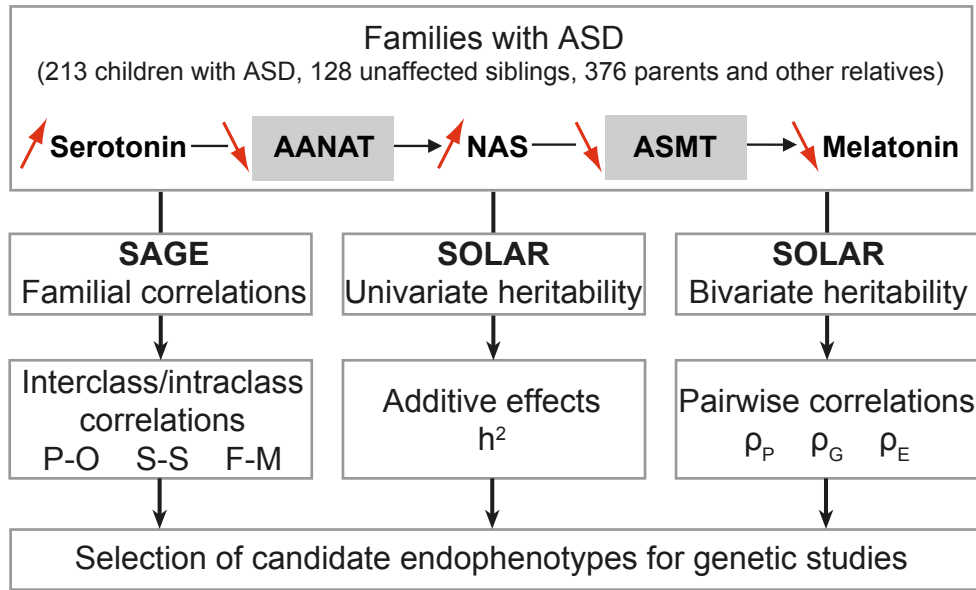 Families with ASD
(213 children with ASD, 128 unaffected siblings, 376 parents and other relatives)
Serotonin AANAT NAS ASMT Melatonin
SAGE
Familial correlations
SOLAR
Univariate heritability
SOLAR
Bivariate heritability
Interclass/intraclass
correlations
P-O S-S F-M
Additive effects
h²
Pairwise correlations
ρP ρG ρE
Selection of candidate endophenotypes for genetic studies